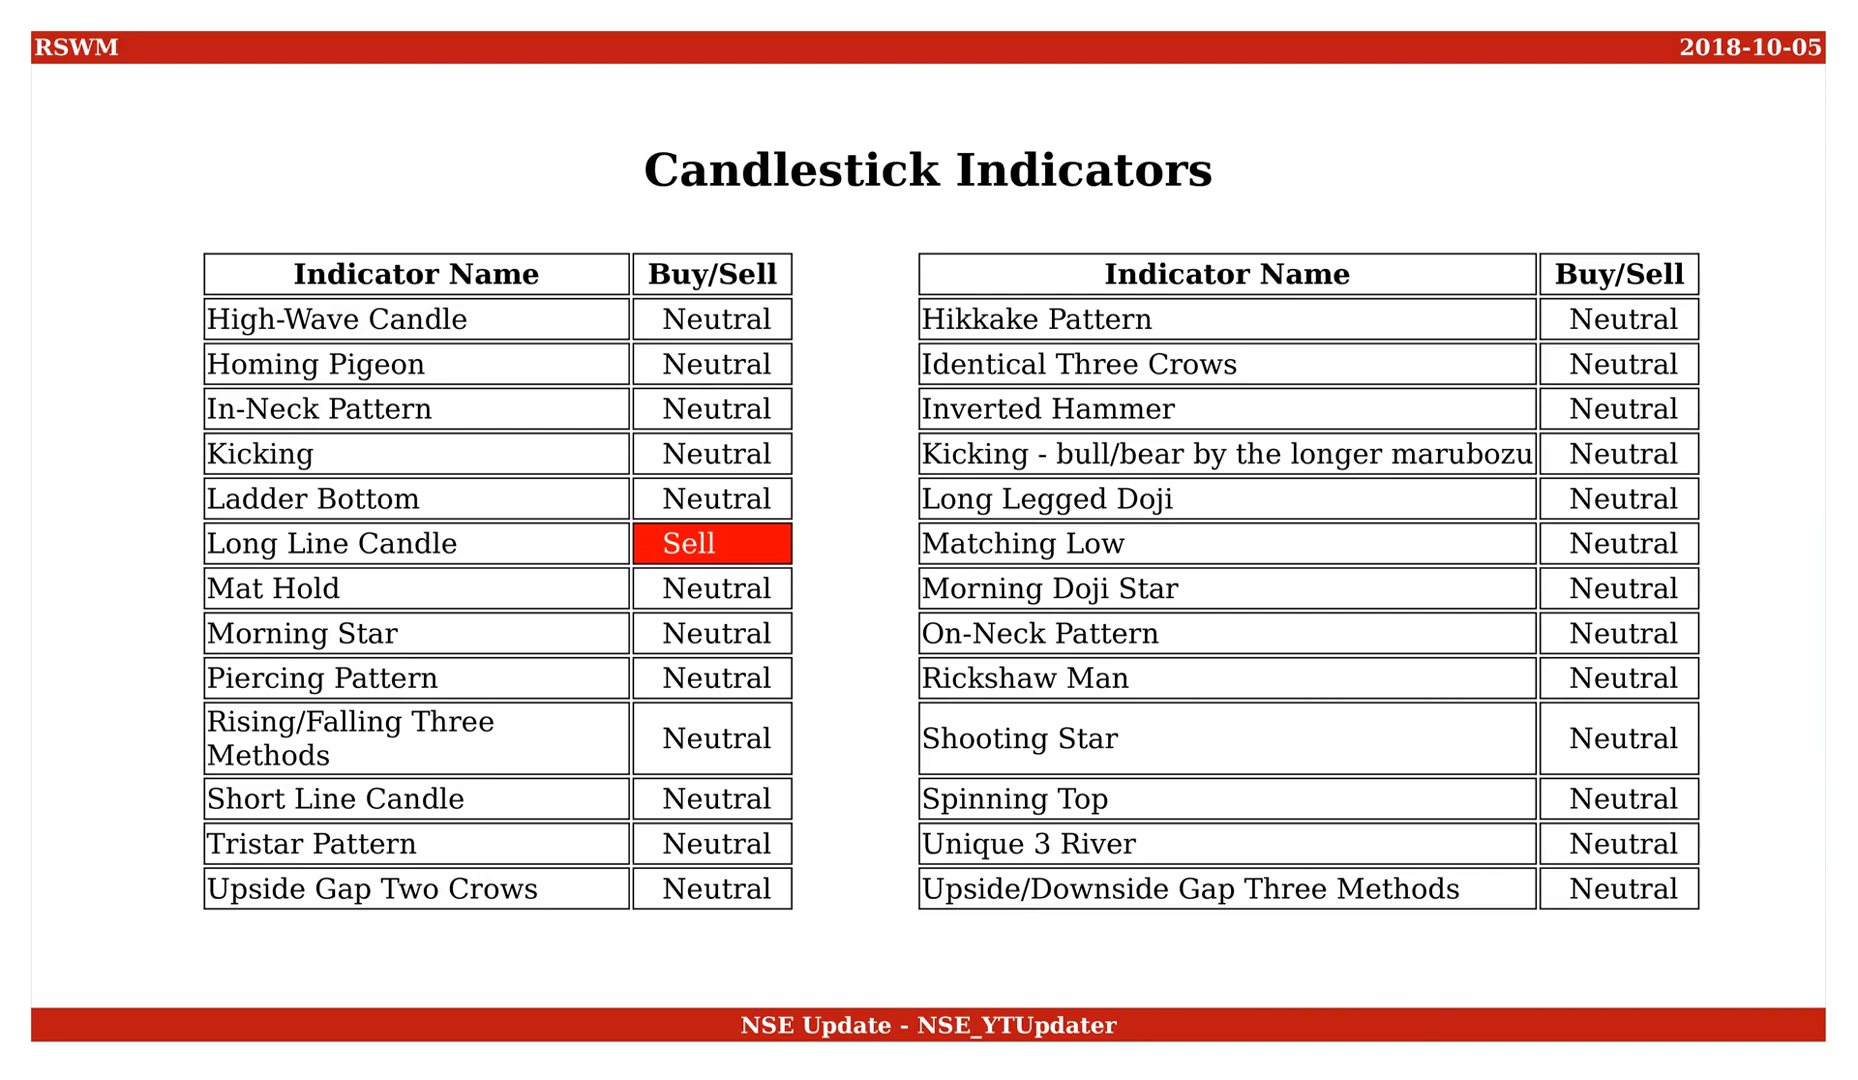 RSWM 2018-10-05
Candlestick Indicators
Indicator Name Buy/Sell
High-Wave Candle Neutral
Homing Pigeon Neutral
In-Neck Pattern Neutral
Kicking Neutral
Ladder Bottom Neutral
Long Line Candle Sell
Mat Hold Neutral
Morning Star Neutral
Piercing Pattern Neutral
Rising/Falling Three
Methods Neutral
Short Line Candle Neutral
Tristar Pattern Neutral
Upside Gap Two Crows Neutral
Indicator Name Buy/Sell
Hikkake Pattern Neutral
Identical Three Crows Neutral
Inverted Hammer Neutral
Kicking - bull/bear by the longer marubozu Neutral
Long Legged Doji Neutral
Matching Low Neutral
Morning Doji Star Neutral
On-Neck Pattern Neutral
Rickshaw Man Neutral
Shooting Star Neutral
Spinning Top Neutral
Unique 3 River Neutral
Upside/Downside Gap Three Methods Neutral
NSE Update - NSE_YTUpdater